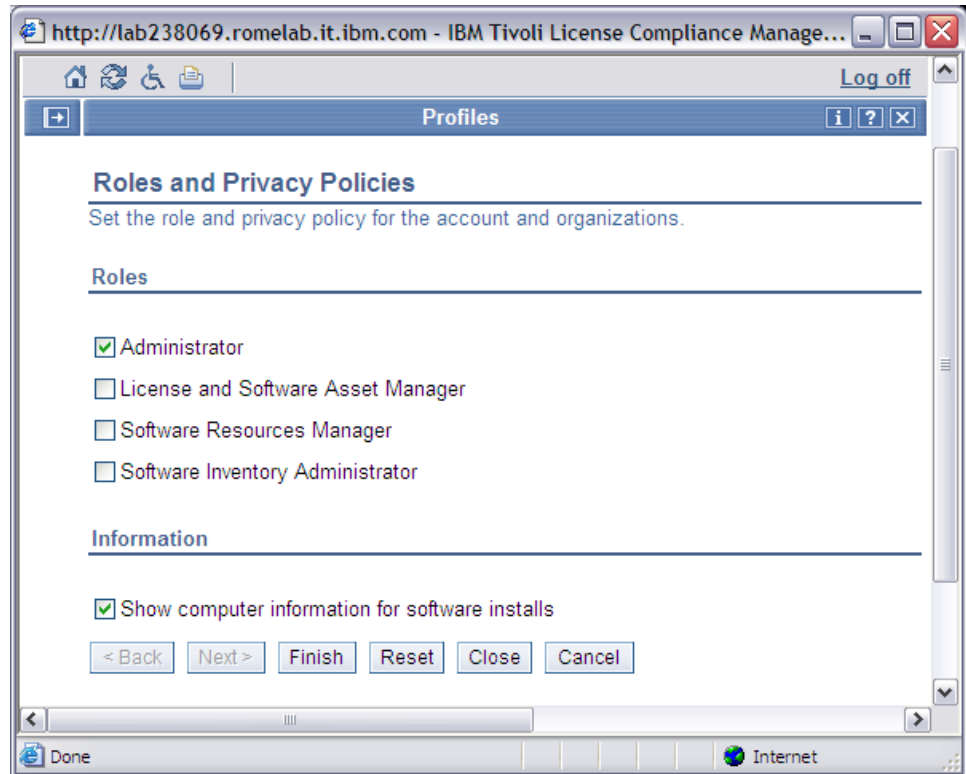 http://lab238069.romelab.it.ibm.com - IBM Tivoli License Compliance Manage...
Log off
Profiles
Roles and Privacy Policies
Set the role and privacy policy for the account and organizations.
Roles
Administrator
License and Software Asset Manager
Software Resources Manager
Software Inventory Administrator
Information
Show computer information for software installs
< Back Next > Finish Reset Close Cancel
Done Internet